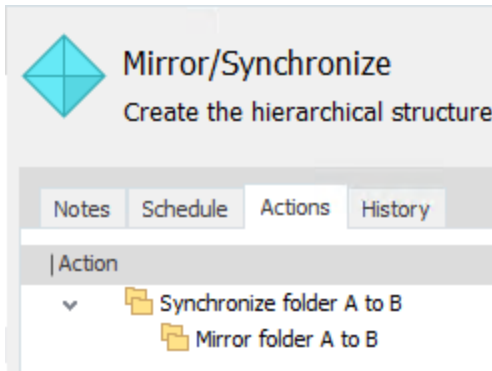 Mirror/Synchronize
Create the hierarchical structure
Notes Schedule Actions History
|Action
Synchronize folder A to B
Mirror folder A to B